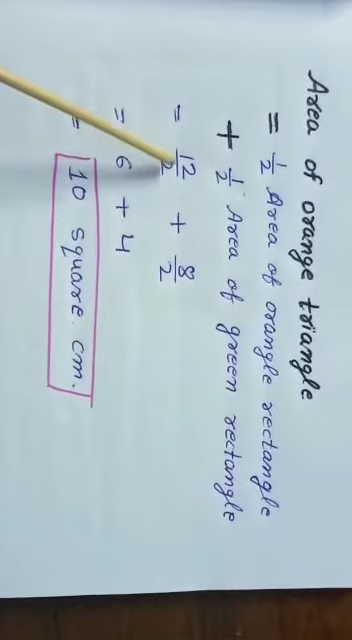 Area of orange triangle
= 1/2 Area of orangle rectangle
+ 1/2 Area of green rectangle
= 12/2 + 8/2
= 6 + 4
= 10 square cm.